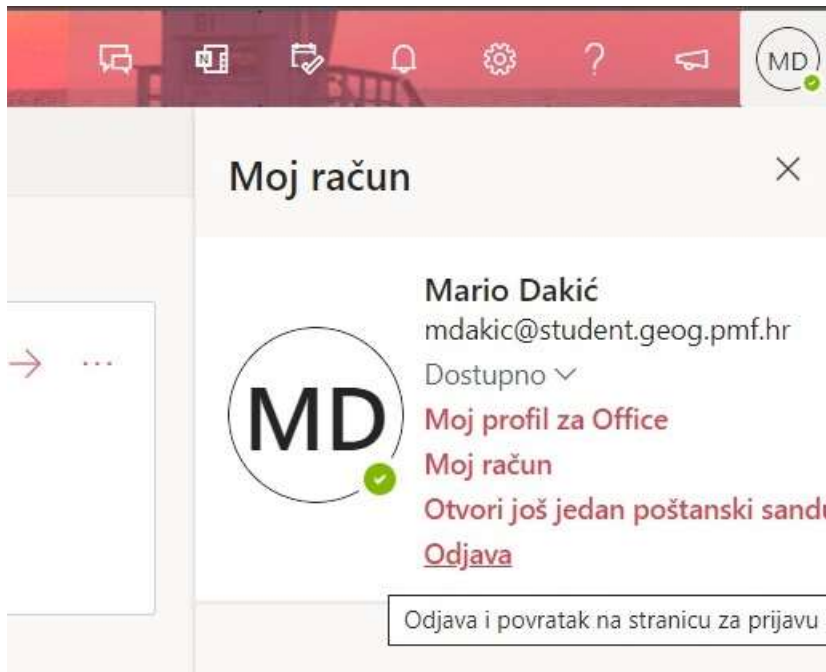 N
MD
Moj račun
Mario Dakić
mdakic@student.geog.pmf.hr
Dostupno
MD
Moj profil za Office
Moj račun
Otvori još jedan poštanski
Odjava
Odjava i povratak na stranicu za prijavu